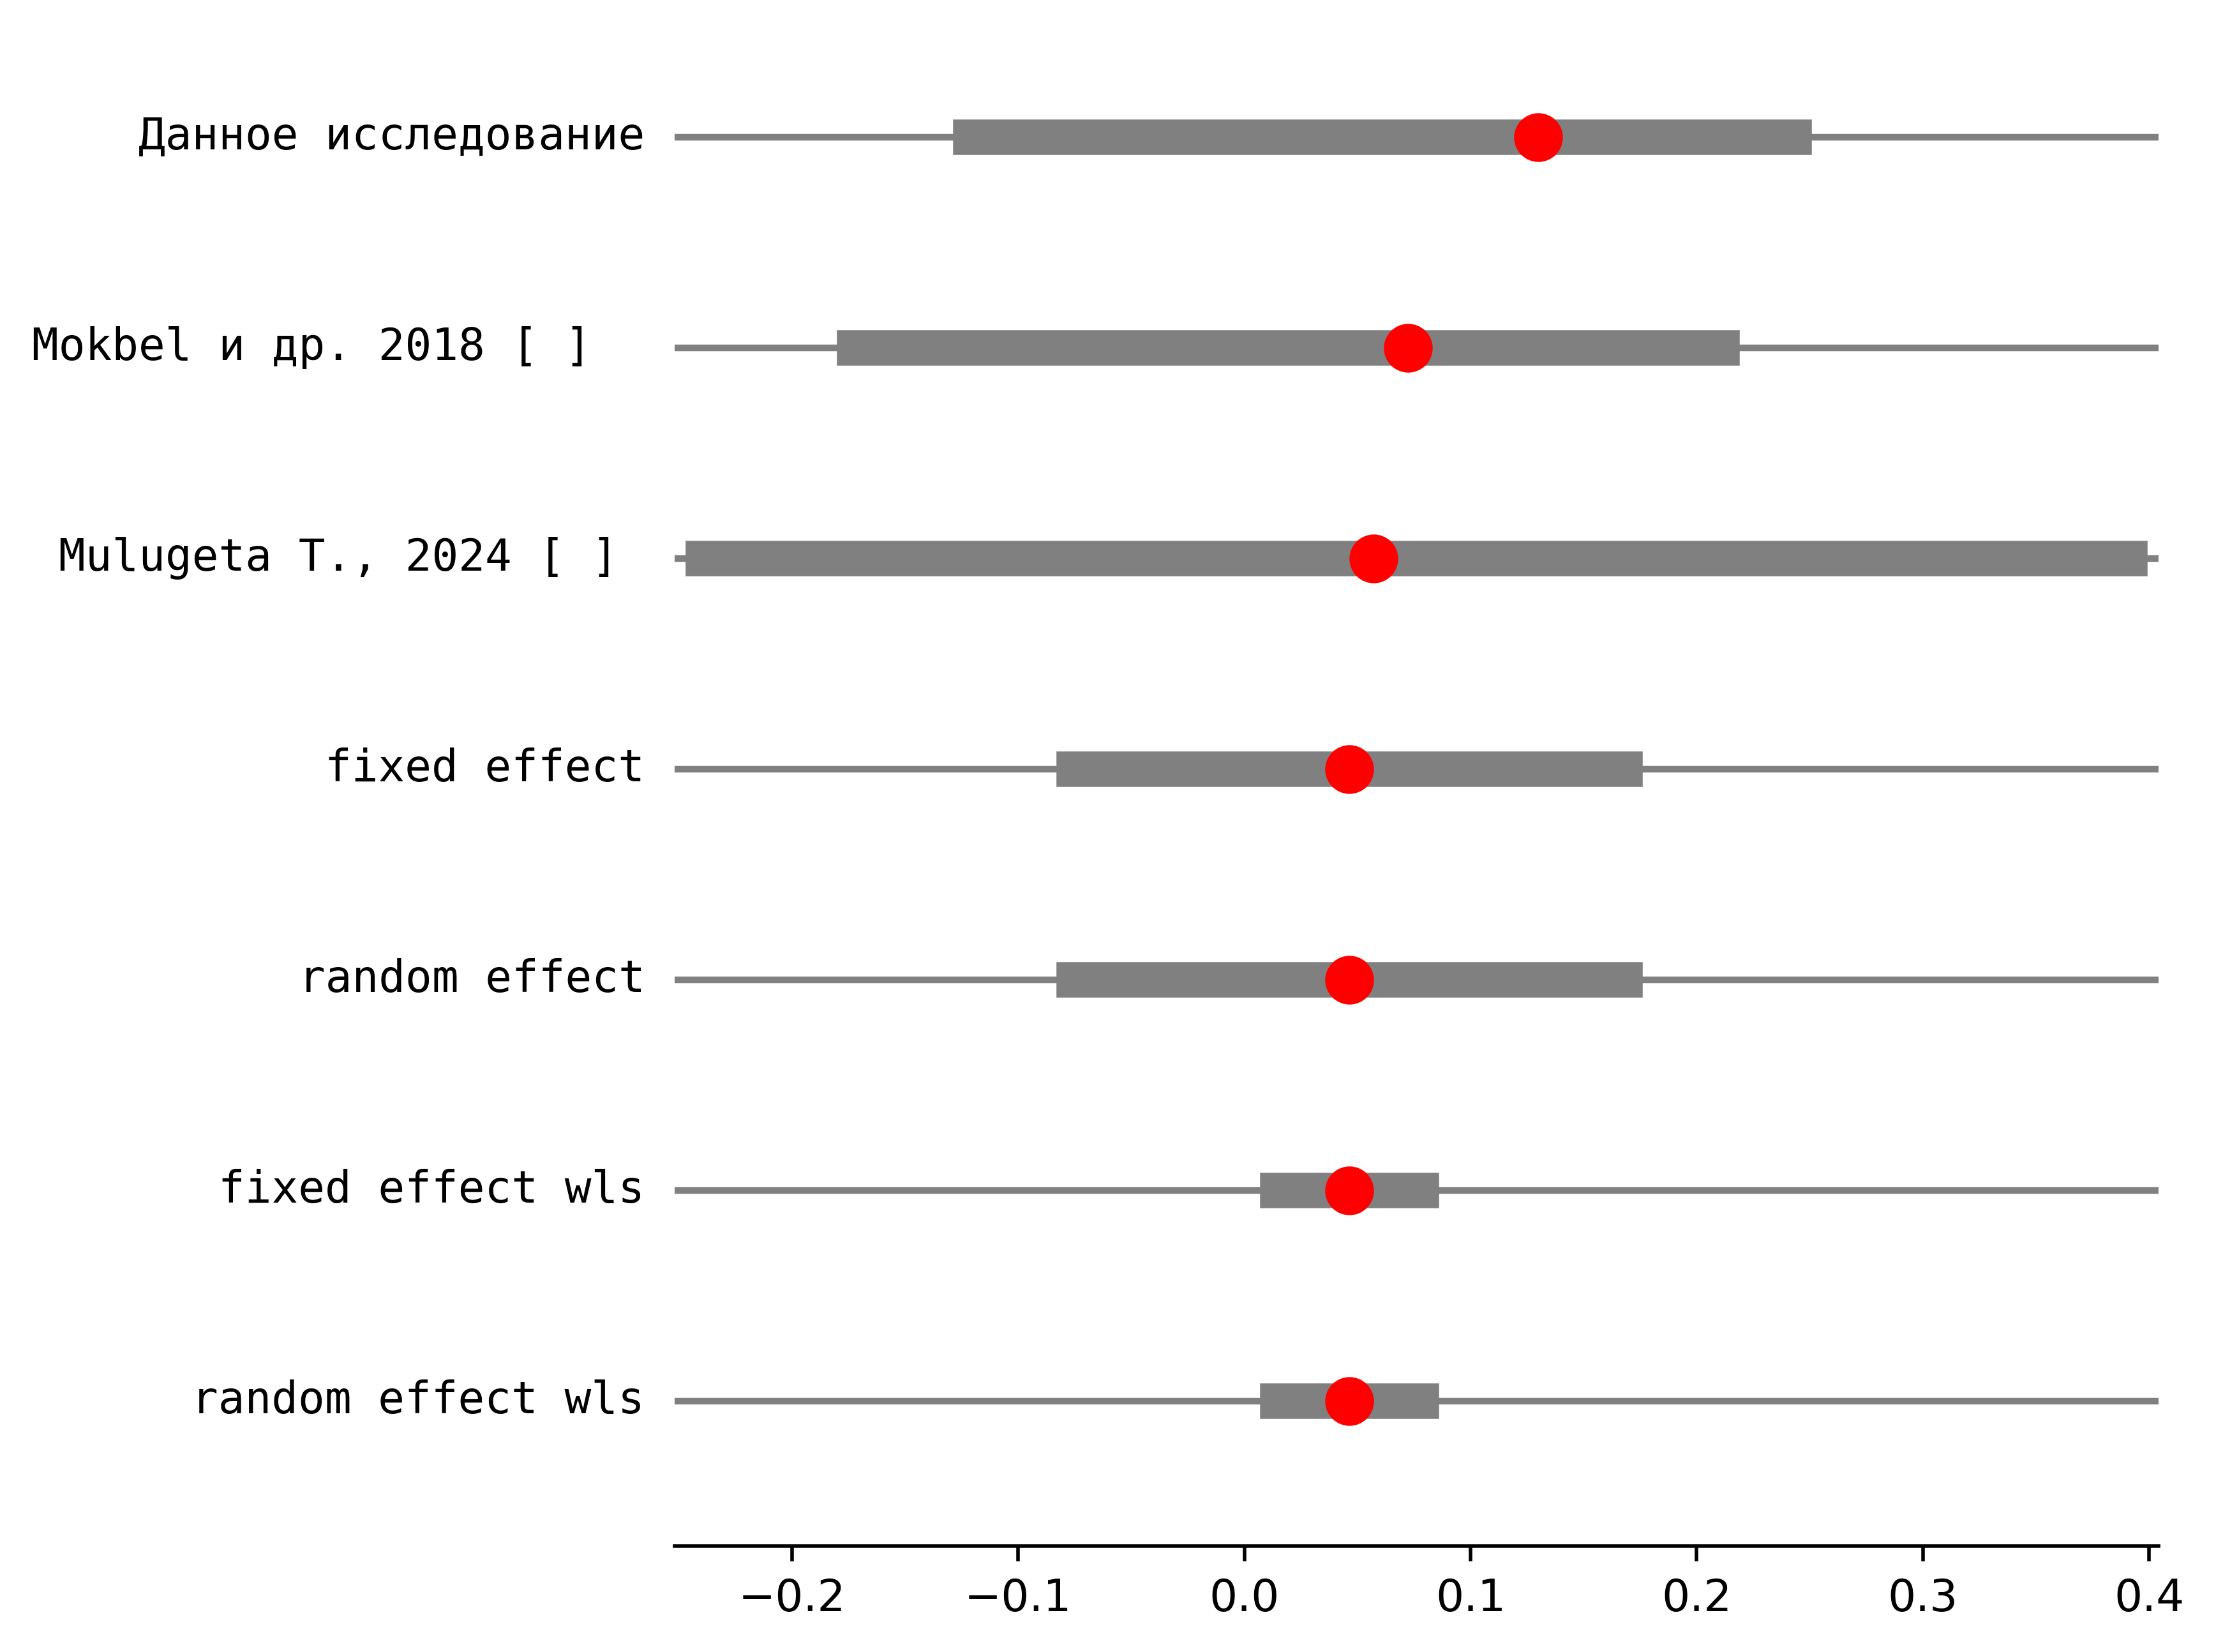 Данное исследование
Mokbel и др. 2018 [ ]
Mulugeta T., 2024 [ ]
fixed effect
random effect
fixed effect wls
random effect wls
−0.2 −0.1 0.0 0.1 0.2 0.3 0.4